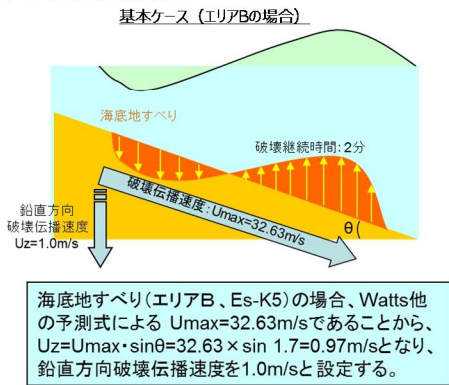 基本ケース（エリアBの場合）
海底地すべり
破壊継続時間:2分
破壊伝播速度:Umax=32.63m/s
鉛直方向
破壊伝播速度
Uz=1.0m/s
θ
海底地すべり(エリアB、Es-K5)の場合、Watts他
の予測式による Umax=32.63m/sであることから、
Uz=Umax・sinθ=32.63×sin 1.7=0.97m/sとなり、
鉛直方向破壊伝播速度を1.0m/sと設定する。